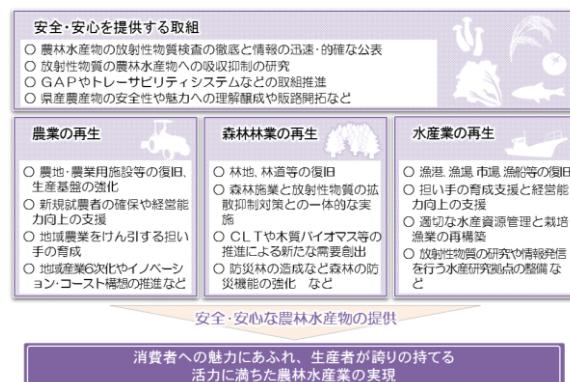 安全・安心を提供する取組
○ 農林水産物の放射性物質検査の徹底と情報の迅速・的確な公表
○ 放射性物質の農林水産物への吸収抑制の研究
○ GAPやトレーサビリティシステムなどの取組推進
○ 県産農産物の安全性や魅力への理解醸成や販路開拓など
農業の再生
○ 農地・農業用施設等の復旧、
生産基盤の強化
○ 新規就農者の確保や経営能
力向上の支援
○ 地域農業をけん引する担い
手の育成
○ 地域産業6次化やイノベーシ
ョン・コースト構想の推進など
森林林業の再生
○ 林地、林道等の復旧
○ 森林施業と放射性物質の拡
散抑制対策との一体的な実
施
○ CLTや木質バイオマス等の
推進による新たな需要創出
○ 防災林の造成など森林の防
災機能の強化 など
水産業の再生
○ 漁港、漁場、市場、漁船等の復旧
○ 担い手の育成支援と経営能
力向上の支援
○ 適切な水産資源管理と栽培
漁業の再構築
○ 放射性物質の研究や情報発信
を行う水産研究拠点の整備な
ど
安全・安心な農林水産物の提供
消費者への魅力にあふれ、生産者が誇りの持てる
活力に満ちた農林水産業の実現